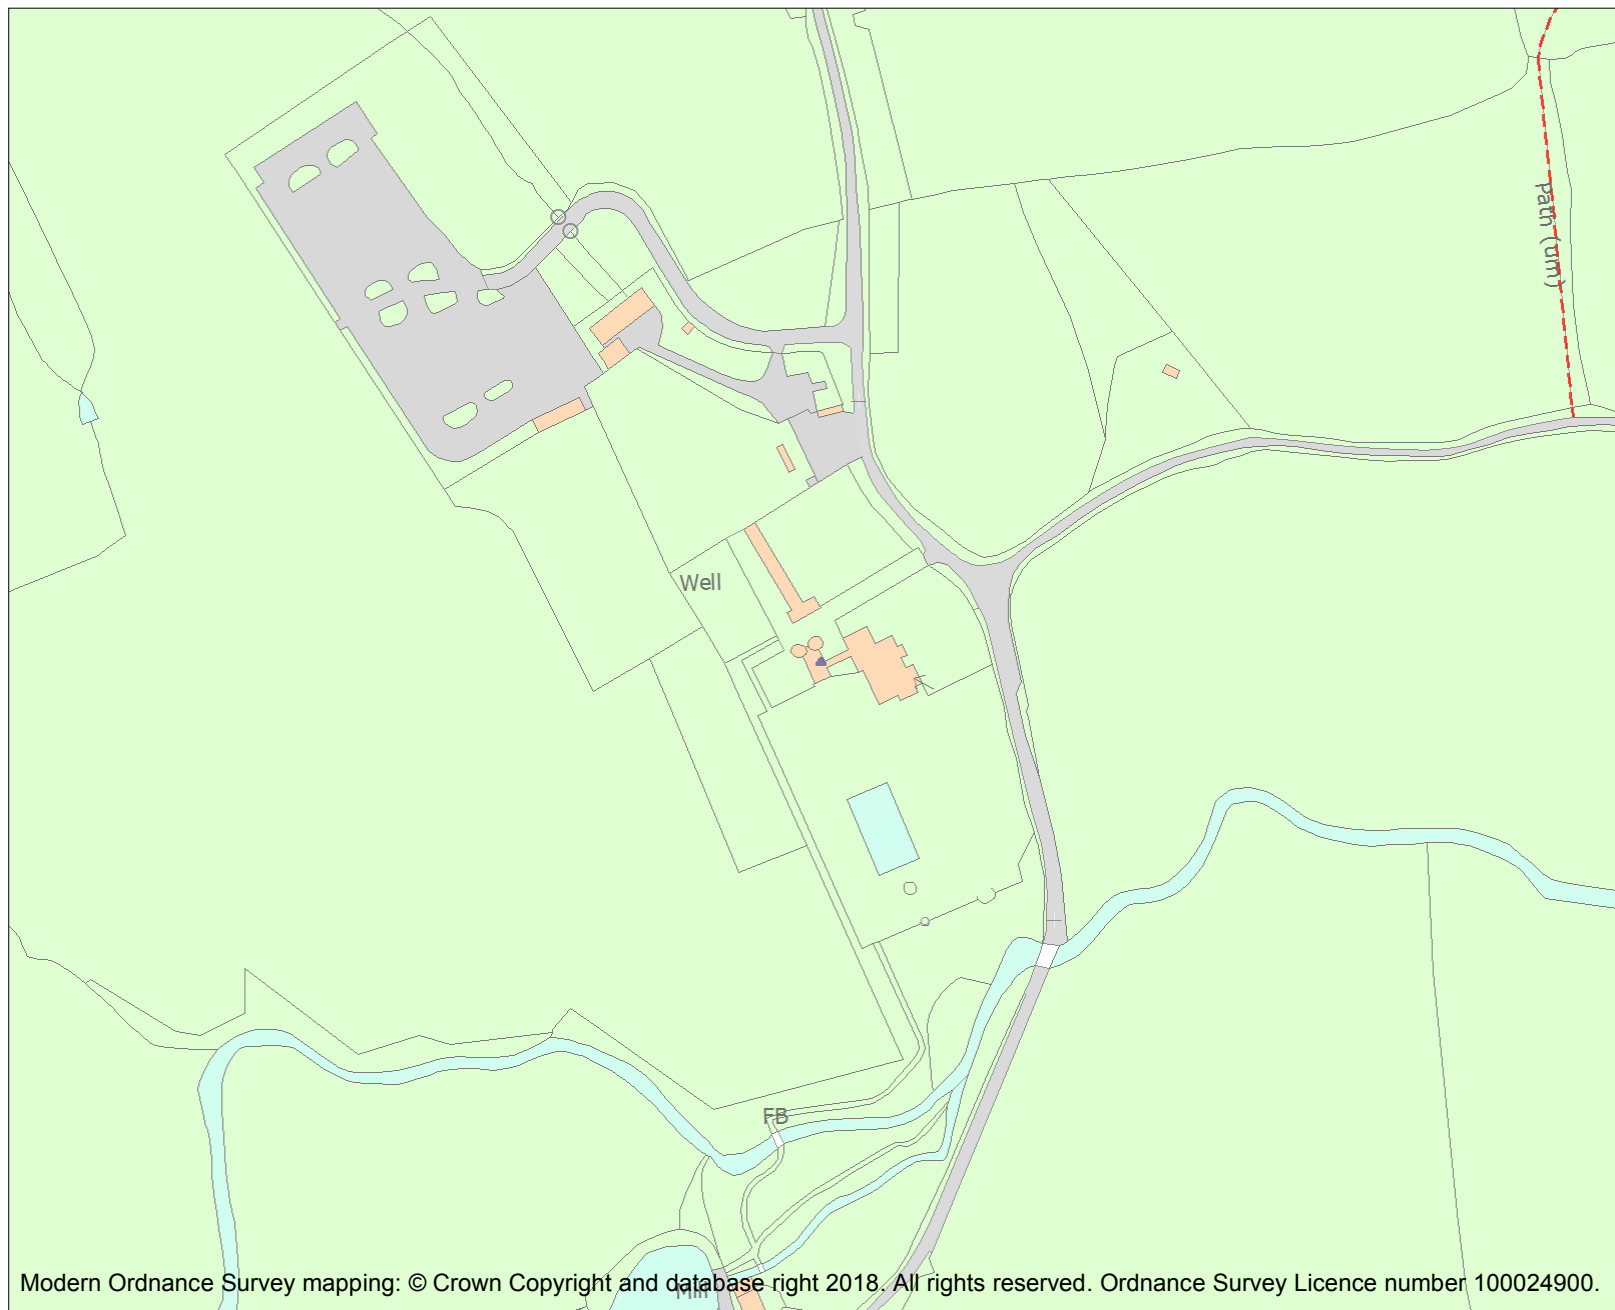 Path (um)
Well
FB
Mill
Modern Ordnance Survey mapping: © Crown Copyright and database right 2018. All rights reserved. Ordnance Survey Licence number 100024900.